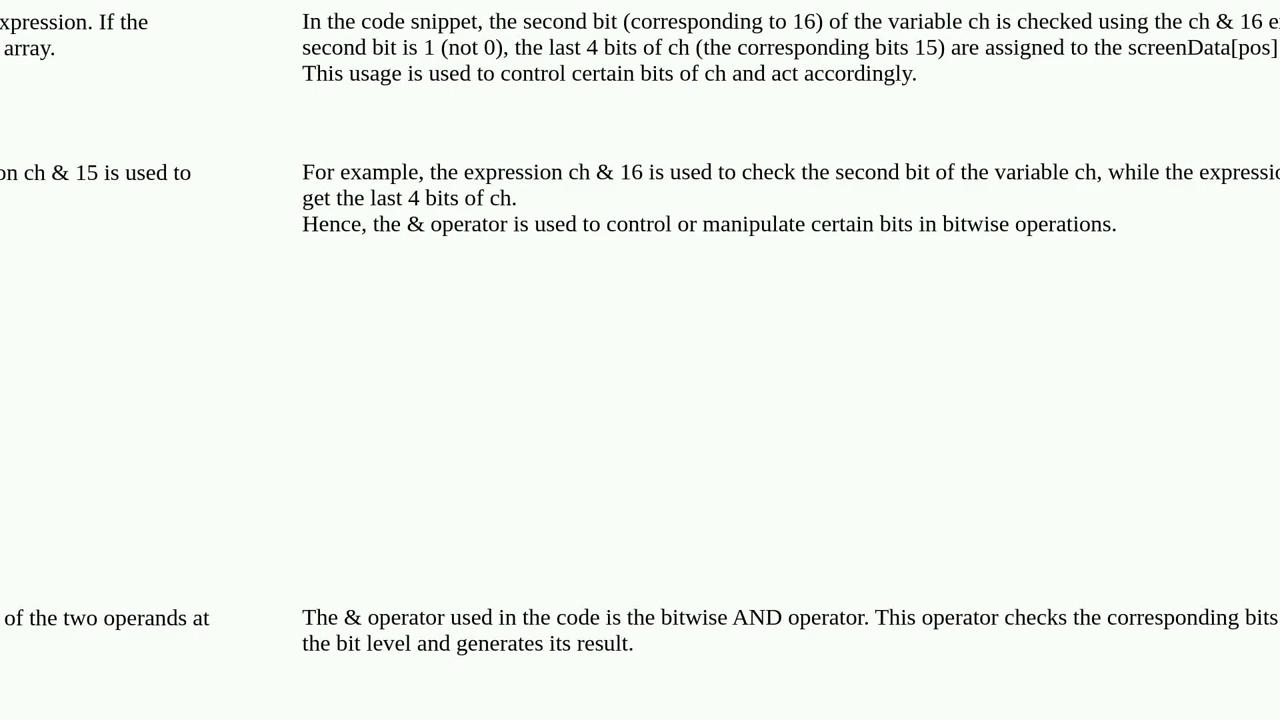 xpression. If the
array.
In the code snippet, the second bit (corresponding to 16) of the variable ch is checked using the ch & 16 e
second bit is 1 (not 0), the last 4 bits of ch (the corresponding bits 15) are assigned to the screenData[pos]
This usage is used to control certain bits of ch and act accordingly.
on ch & 15 is used to
For example, the expression ch & 16 is used to check the second bit of the variable ch, while the expressio
get the last 4 bits of ch.
Hence, the & operator is used to control or manipulate certain bits in bitwise operations.
of the two operands at
The & operator used in the code is the bitwise AND operator. This operator checks the corresponding bits
the bit level and generates its result.